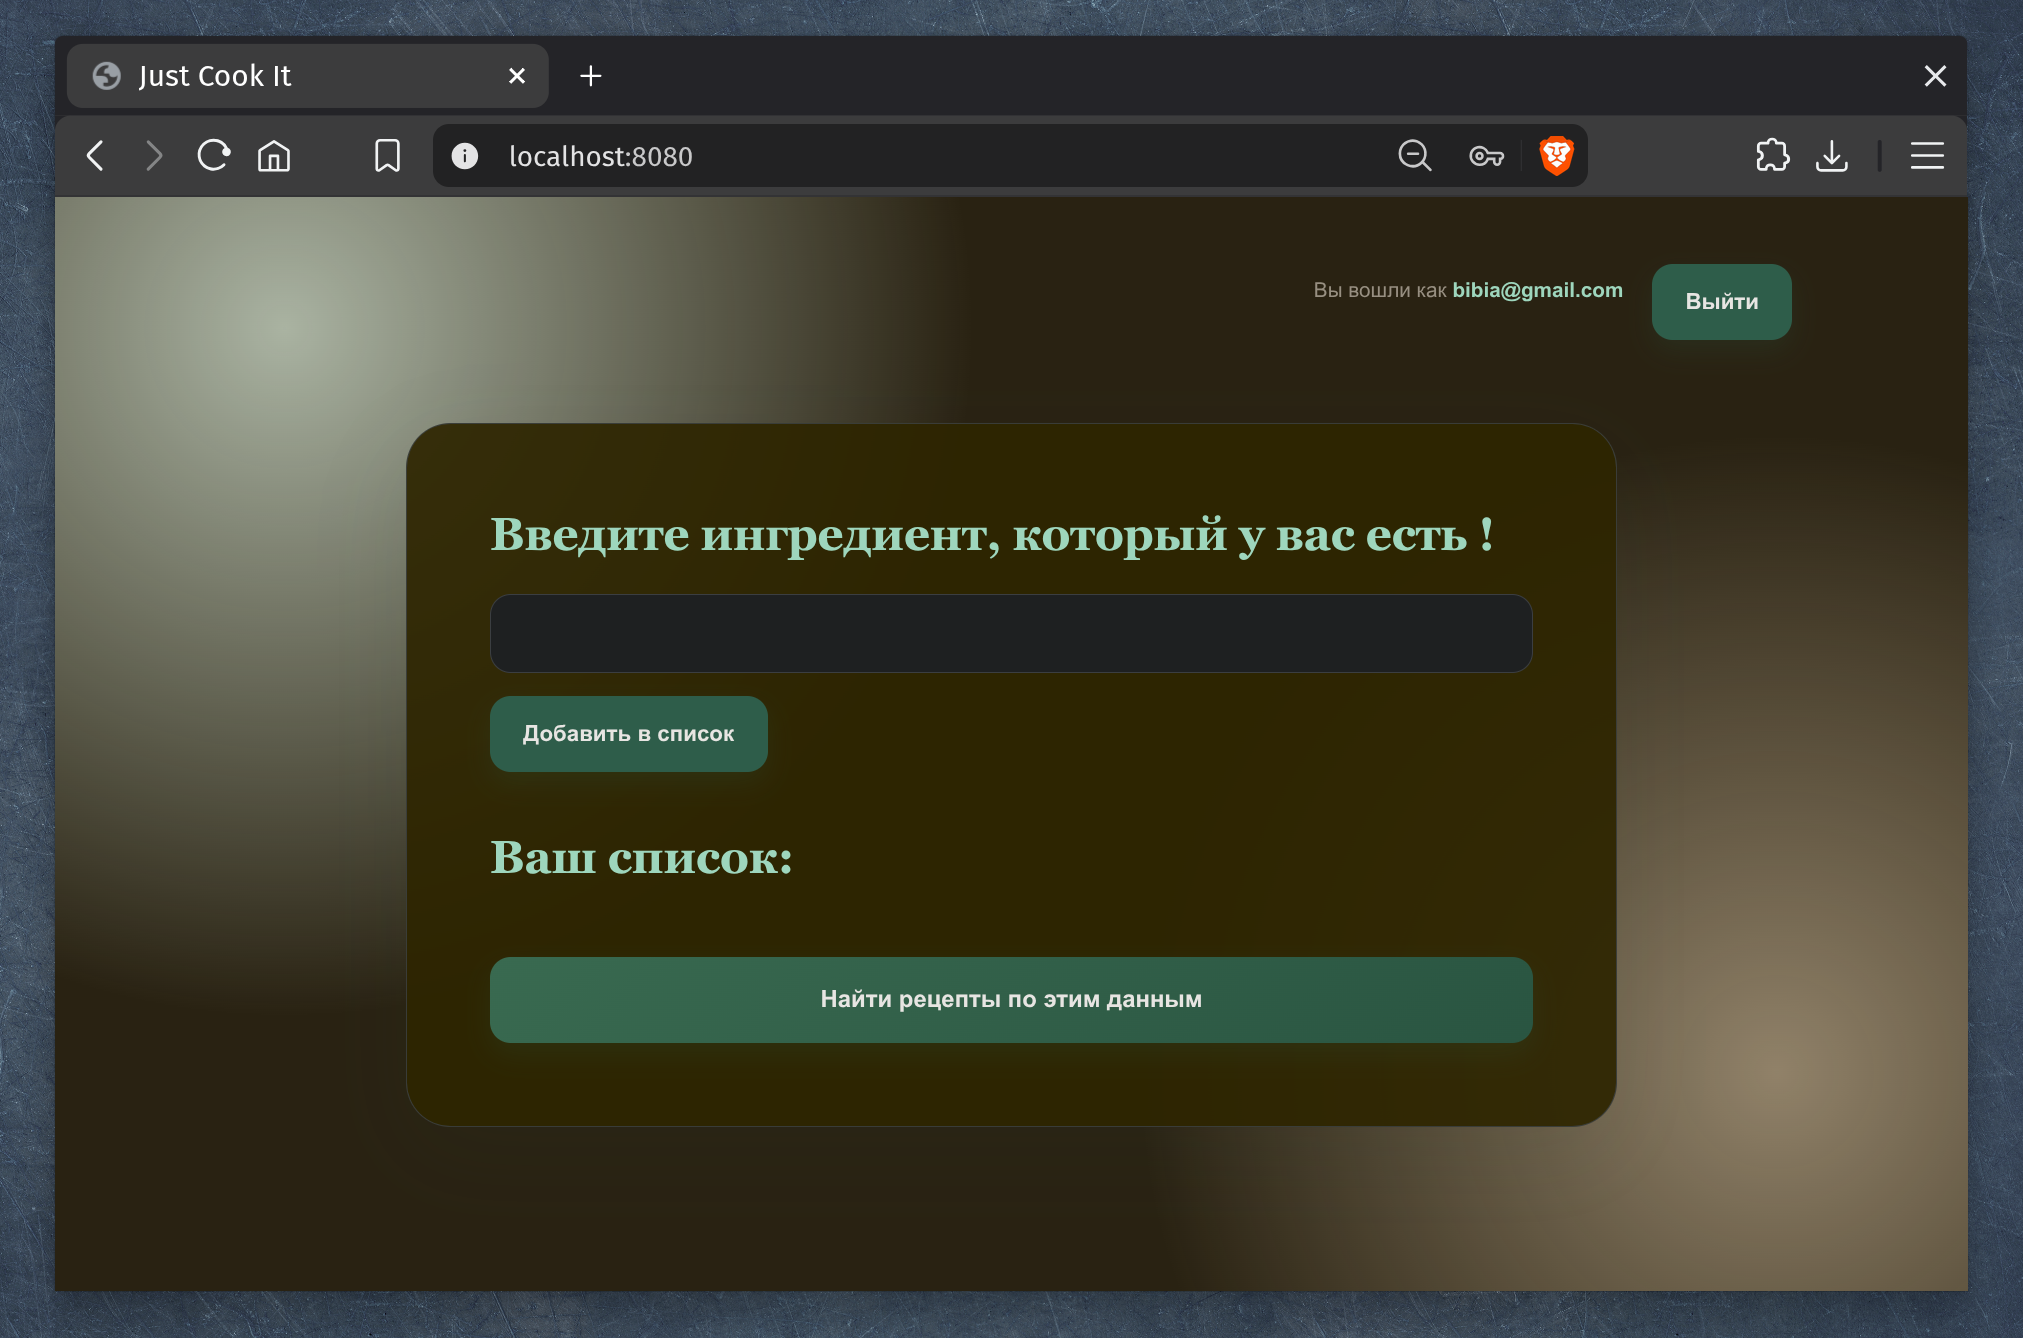 Just Cook It
localhost:8080
Вы вошли как bibia@gmail.com
Выйти
Введите ингредиент, который у вас есть !
Добавить в список
Ваш список:
Найти рецепты по этим данным